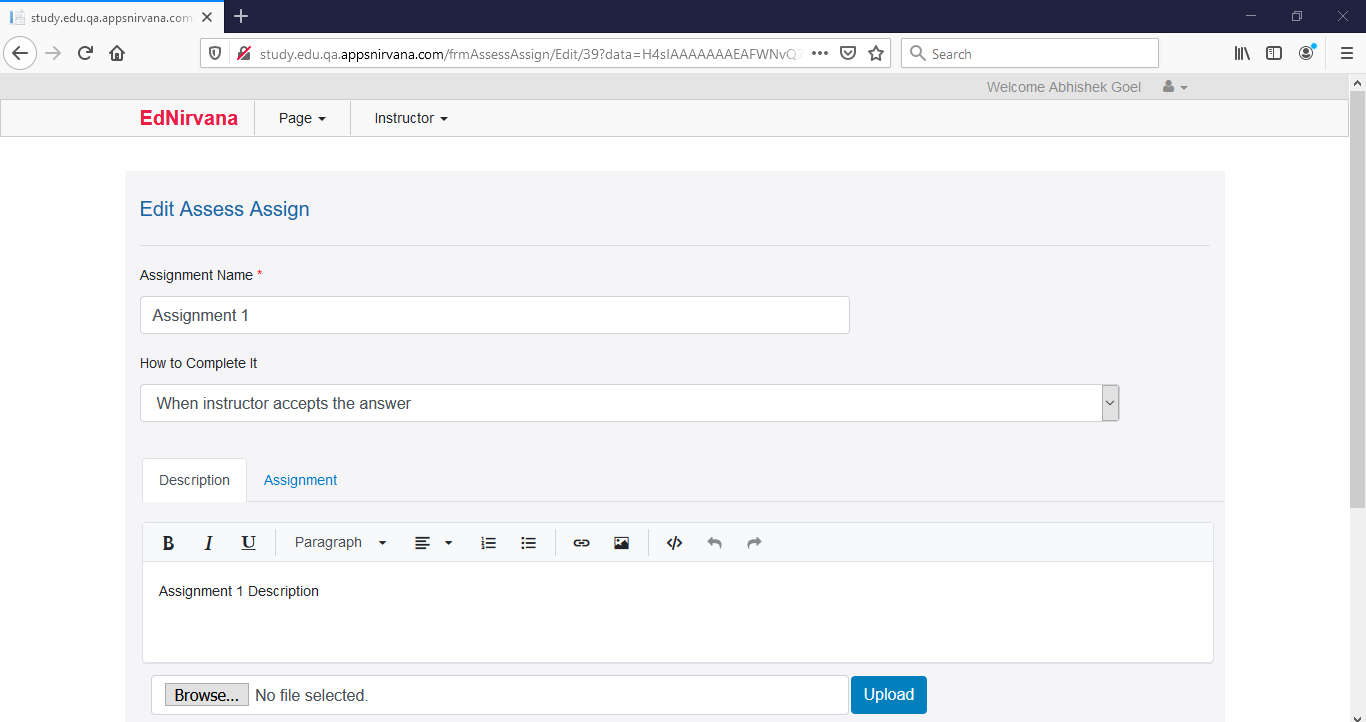 study.edu.qa.appsnirvana.com
study.edu.qa.appsnirvana.com/frmAssessAssign/Edit/39?data=H4sIAAAAAAAEAFWNvQ7
Search
Welcome Abhishek Goel
EdNirvana Page Instructor
Edit Assess Assign
Assignment Name *
Assignment 1
How to Complete It
When instructor accepts the answer
Description Assignment
B I U Paragraph
Assignment 1 Description
Browse... No file selected. Upload